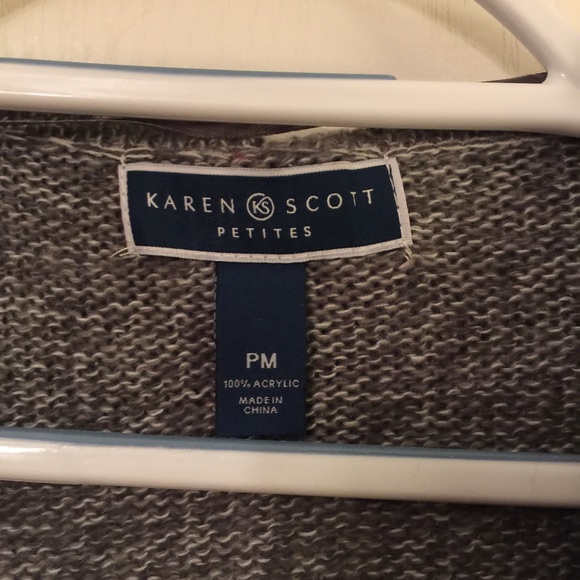 KAREN KS SCOTT
PETITES
PM
100% ACRYLIC
MADE IN
CHINA